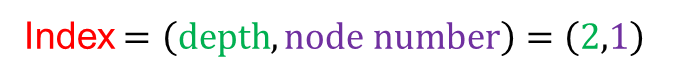 Index = (depth, node number) = (2,1)